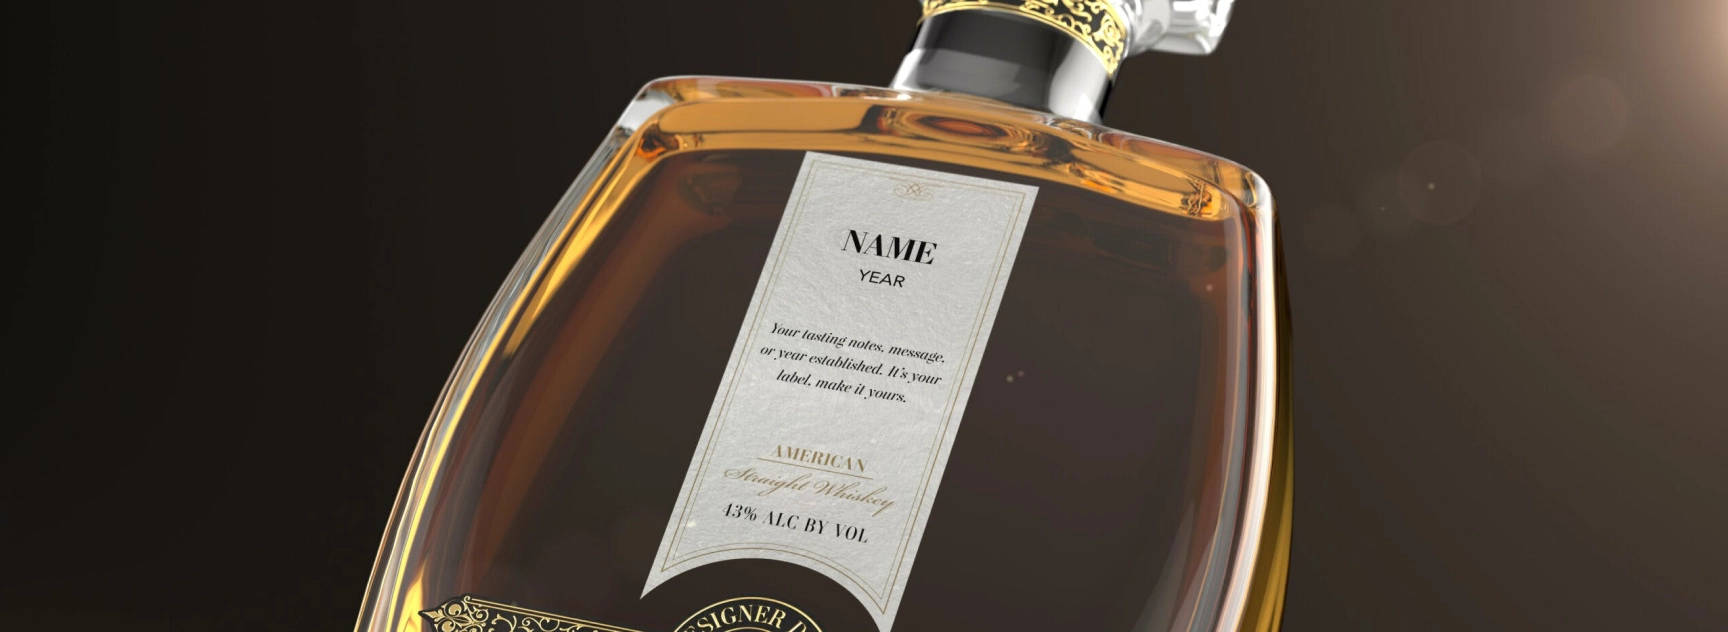 NAME
YEAR
Your tasting notes, message,
or year established. It's your
label, make it yours.
AMERICAN
Straight Whiskey
43% ALC BY VOL